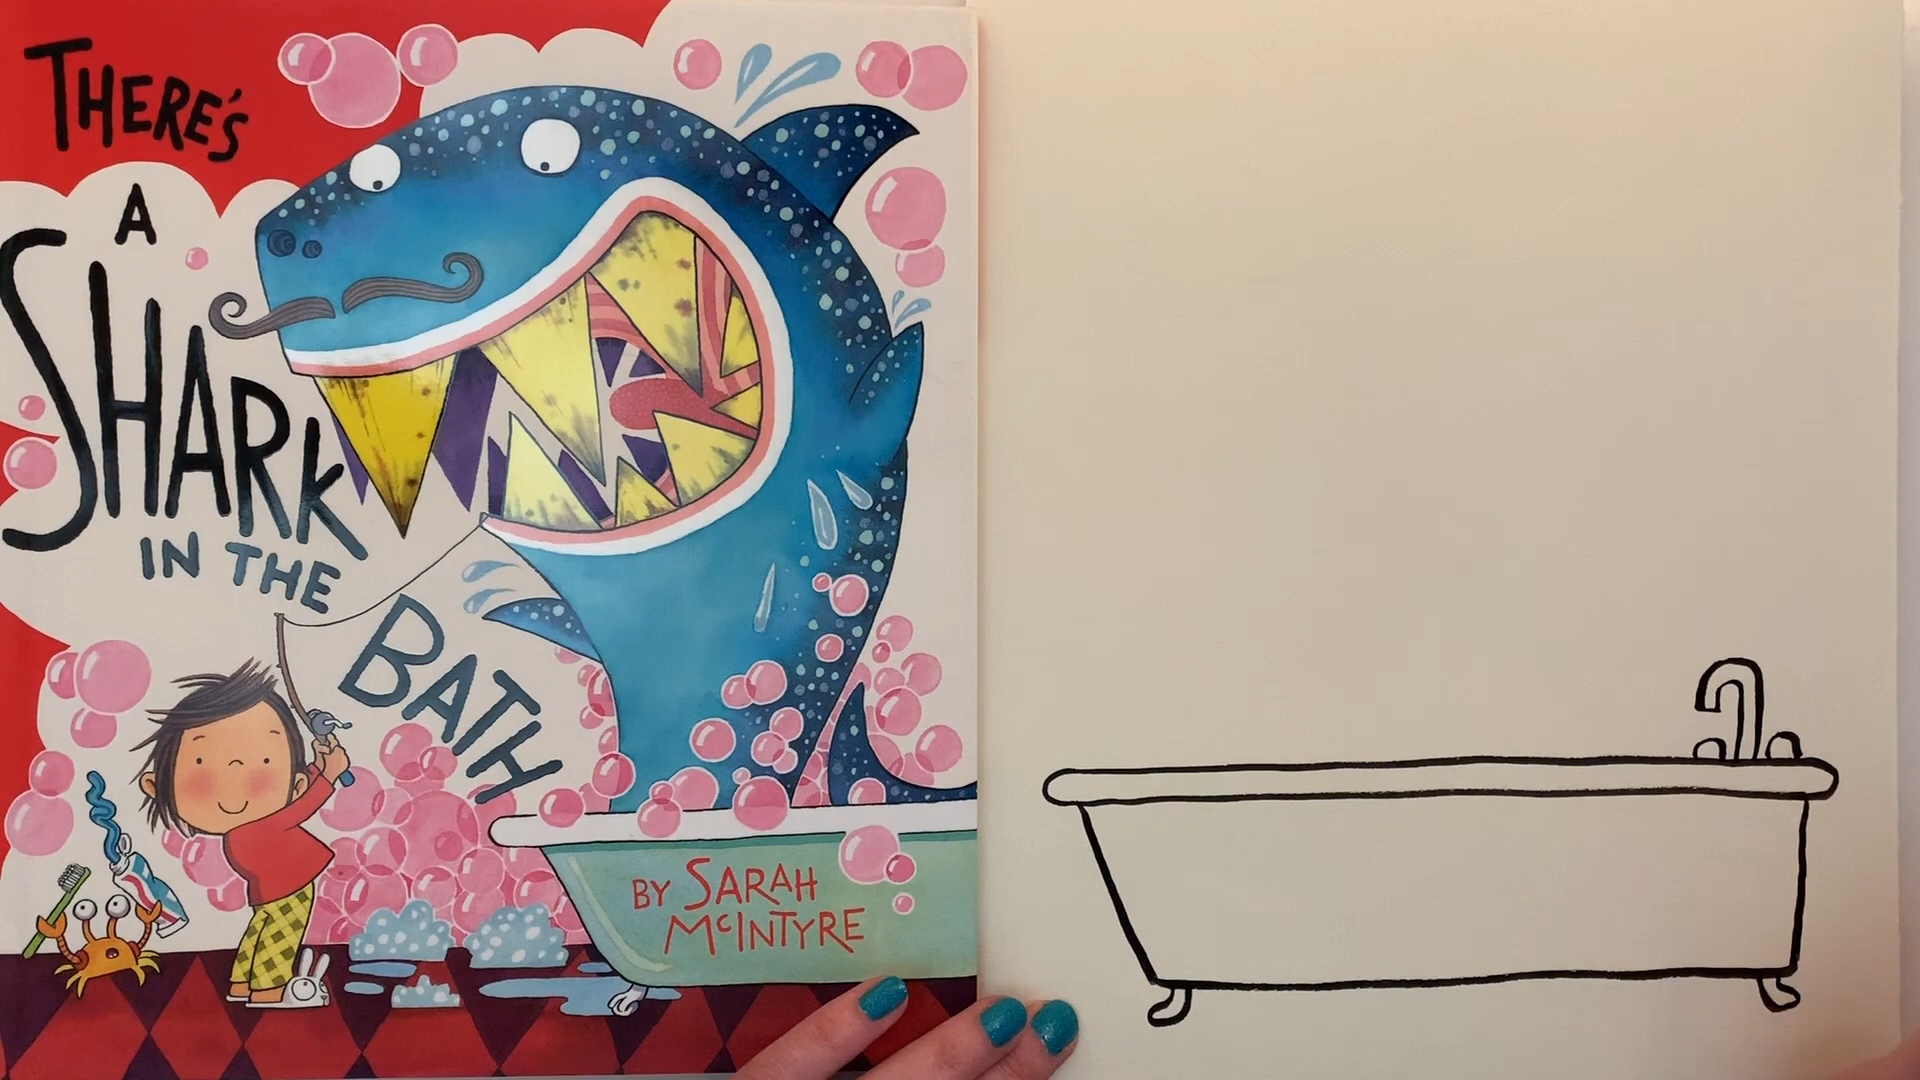 THERE'S
A
SHARK
IN THE
BATH
BY SARAH
McINTYRE